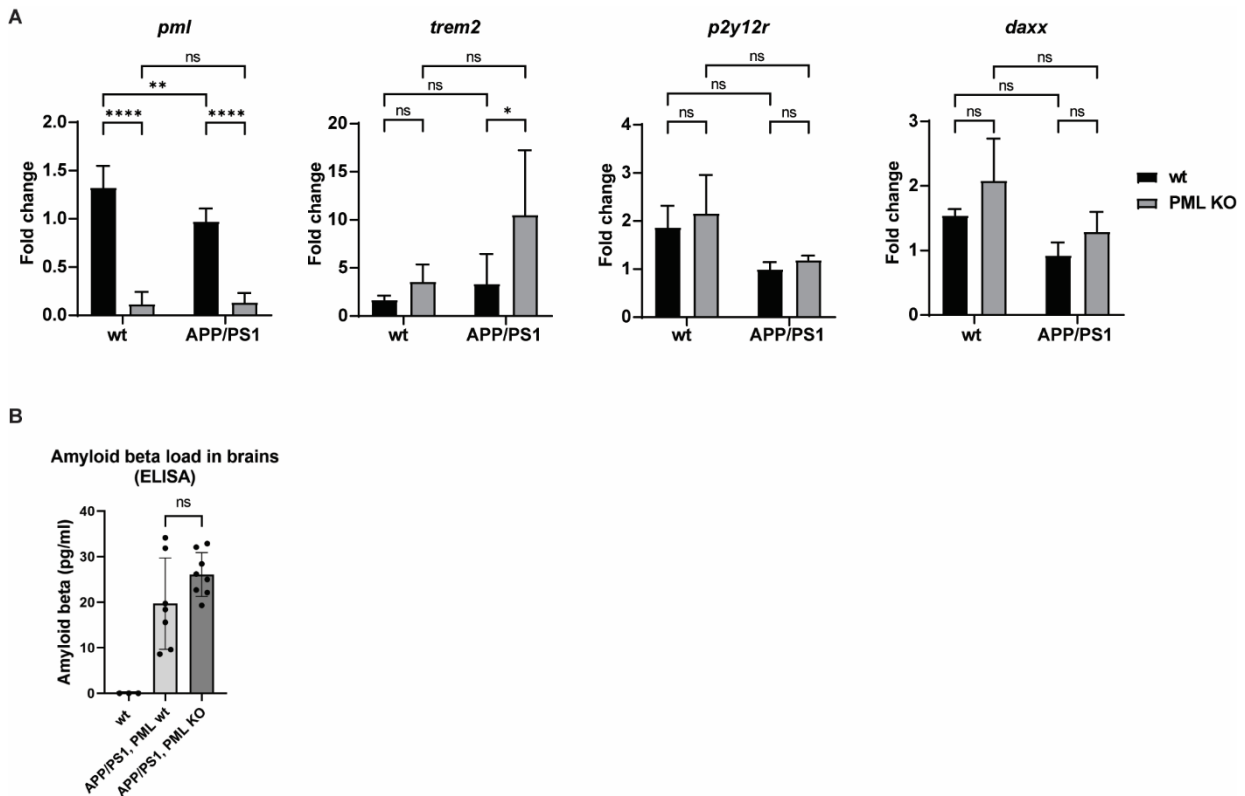 A
pml
trem2
p2y12r
daxx
ns
ns
ns
ns
**
ns
ns
ns
****
****
ns
*
ns
ns
ns
ns
Fold change
2.0
1.5
1.0
0.5
0.0
wt
APP/PS1
Fold change
20
15
10
5
0
wt
APP/PS1
Fold change
4
3
2
1
0
wt
APP/PS1
Fold change
3
2
1
0
wt
APP/PS1
wt
PML KO
B
Amyloid beta load in brains
(ELISA)
ns
Amyloid beta (pg/ml)
40
30
20
10
0
wt
APP/PS1, PML wt
APP/PS1, PML KO